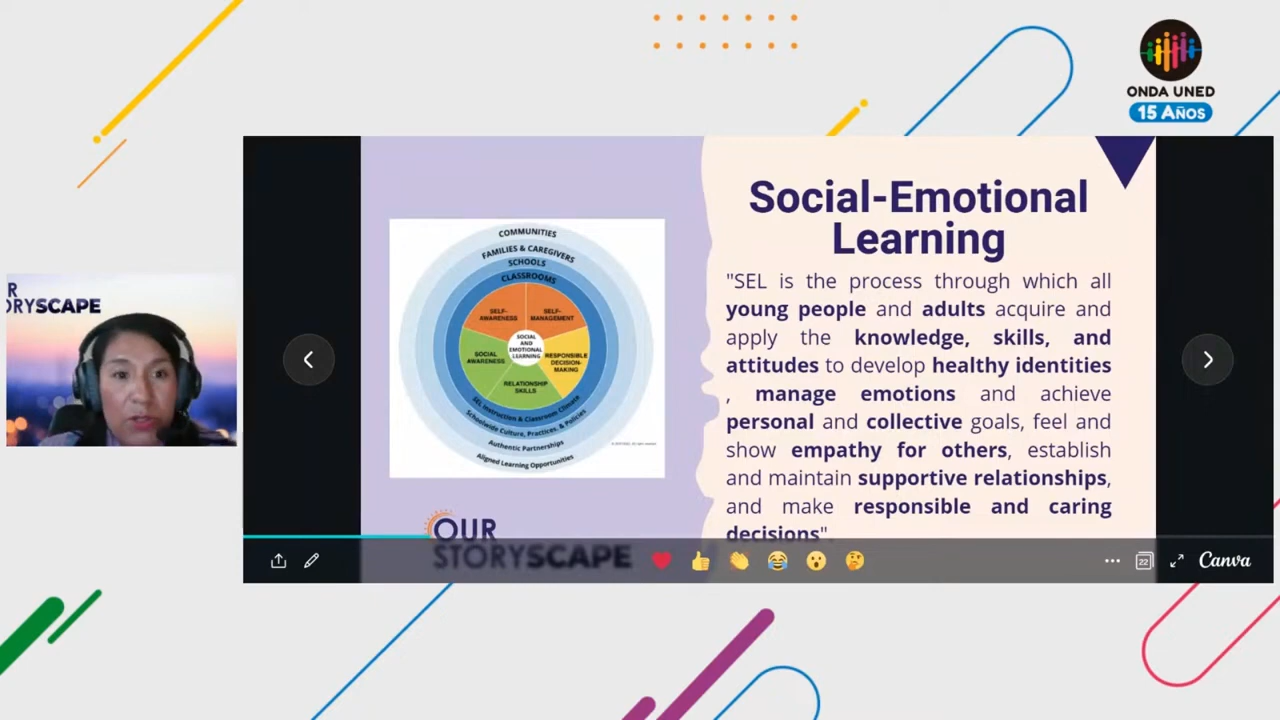 ONDA UNED
15 AÑOS
Social-Emotional
Learning
"SEL is the process through which all
young people and adults acquire and
apply the knowledge, skills, and
attitudes to develop healthy identities
, manage emotions and achieve
personal and collective goals, feel and
show empathy for others, establish
and maintain supportive relationships,
and make responsible and caring
decisions".
COMMUNITIES
FAMILIES & CAREGIVERS
SCHOOLS
CLASSROOMS
SELF-
AWARENESS
SELF-
MANAGEMENT
SOCIAL
AND
EMOTIONAL
LEARNING
SOCIAL
AWARENESS
RESPONSIBLE
DECISION-
MAKING
RELATIONSHIP
SKILLS
SEL Instruction & Classroom Climate
Schoolwide Culture, Practices, & Policies
Authentic Partnerships
Aligned Learning Opportunities
R
ORYSCAPE
OUR
STORYSCAPE
22
Canva